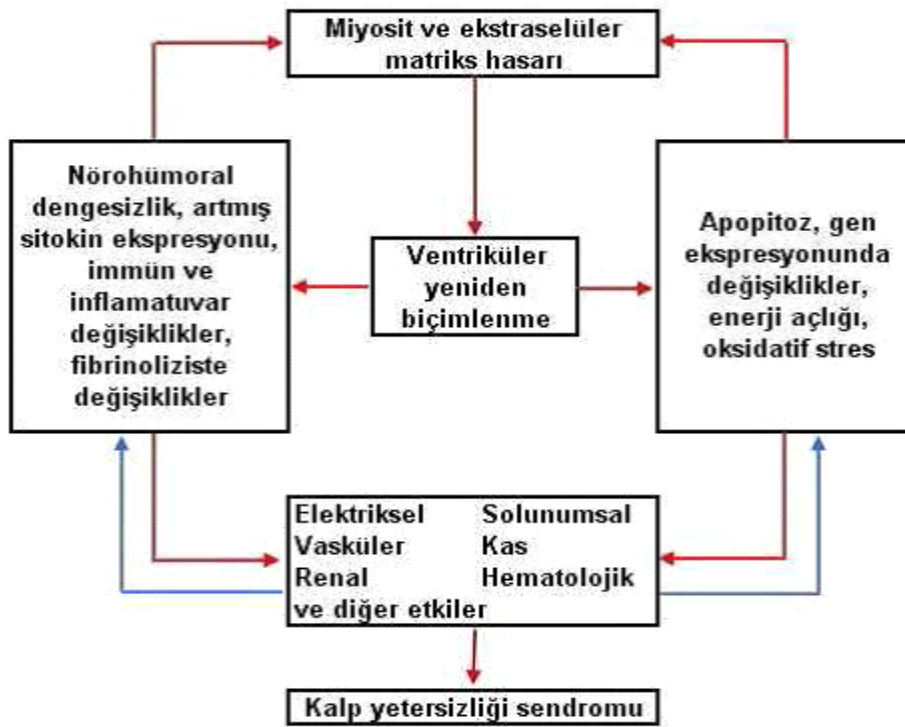 Miyosit ve ekstraselüler
matriks hasarı
Nörohümoral
dengesizlik, artmış
sitokin ekspresyonu,
immün ve
inflamatuvar
değişiklikler,
fibrinoliziste
değişiklikler
Ventriküler
yeniden
biçimlenme
Apopitoz, gen
ekspresyonunda
değişiklikler,
enerji açlığı,
oksidatif stres
Elektriksel Solunumsal
Vasküler Kas
Renal Hematolojik
ve diğer etkiler
Kalp yetersizliği sendromu